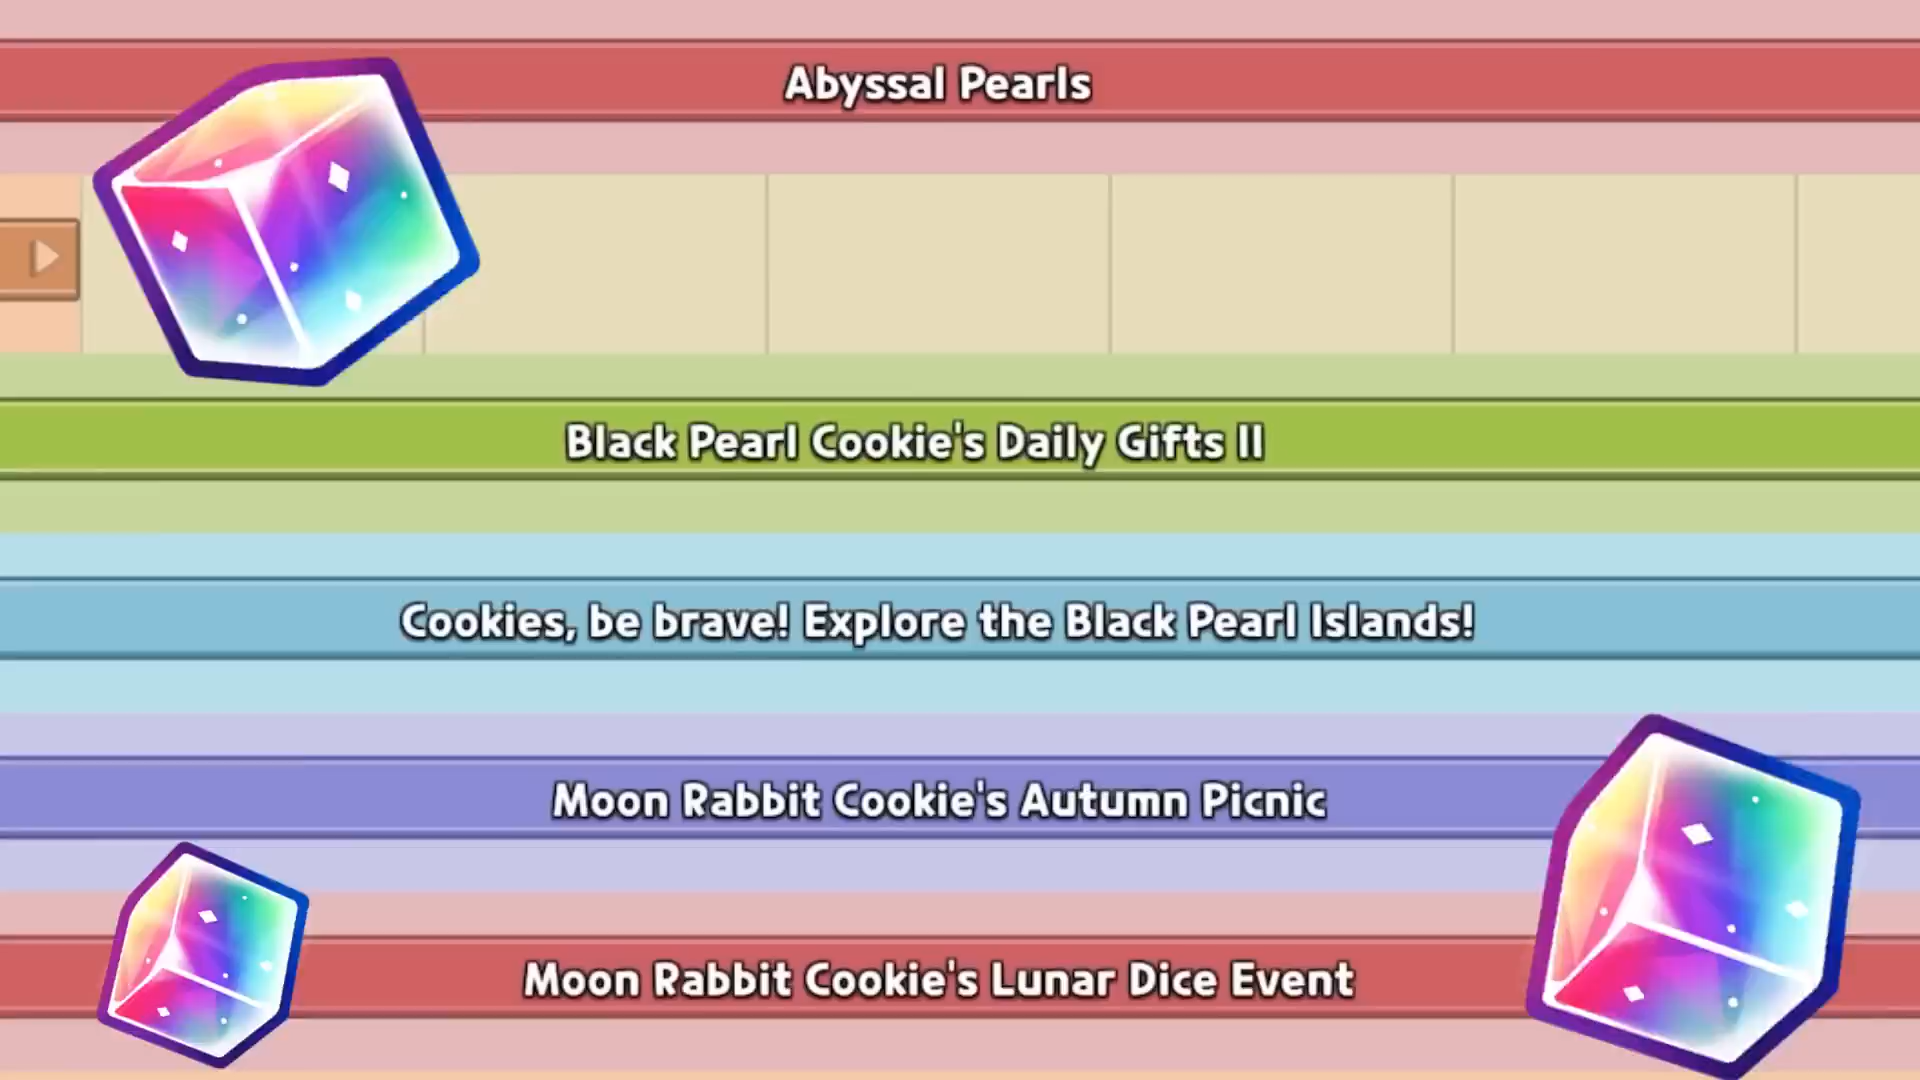 Abyssal Pearls
Black Pearl Cookie's Daily Gifts II
Cookies, be brave! Explore the Black Pearl Islands!
Moon Rabbit Cookie's Autumn Picnic
Moon Rabbit Cookie's Lunar Dice Event